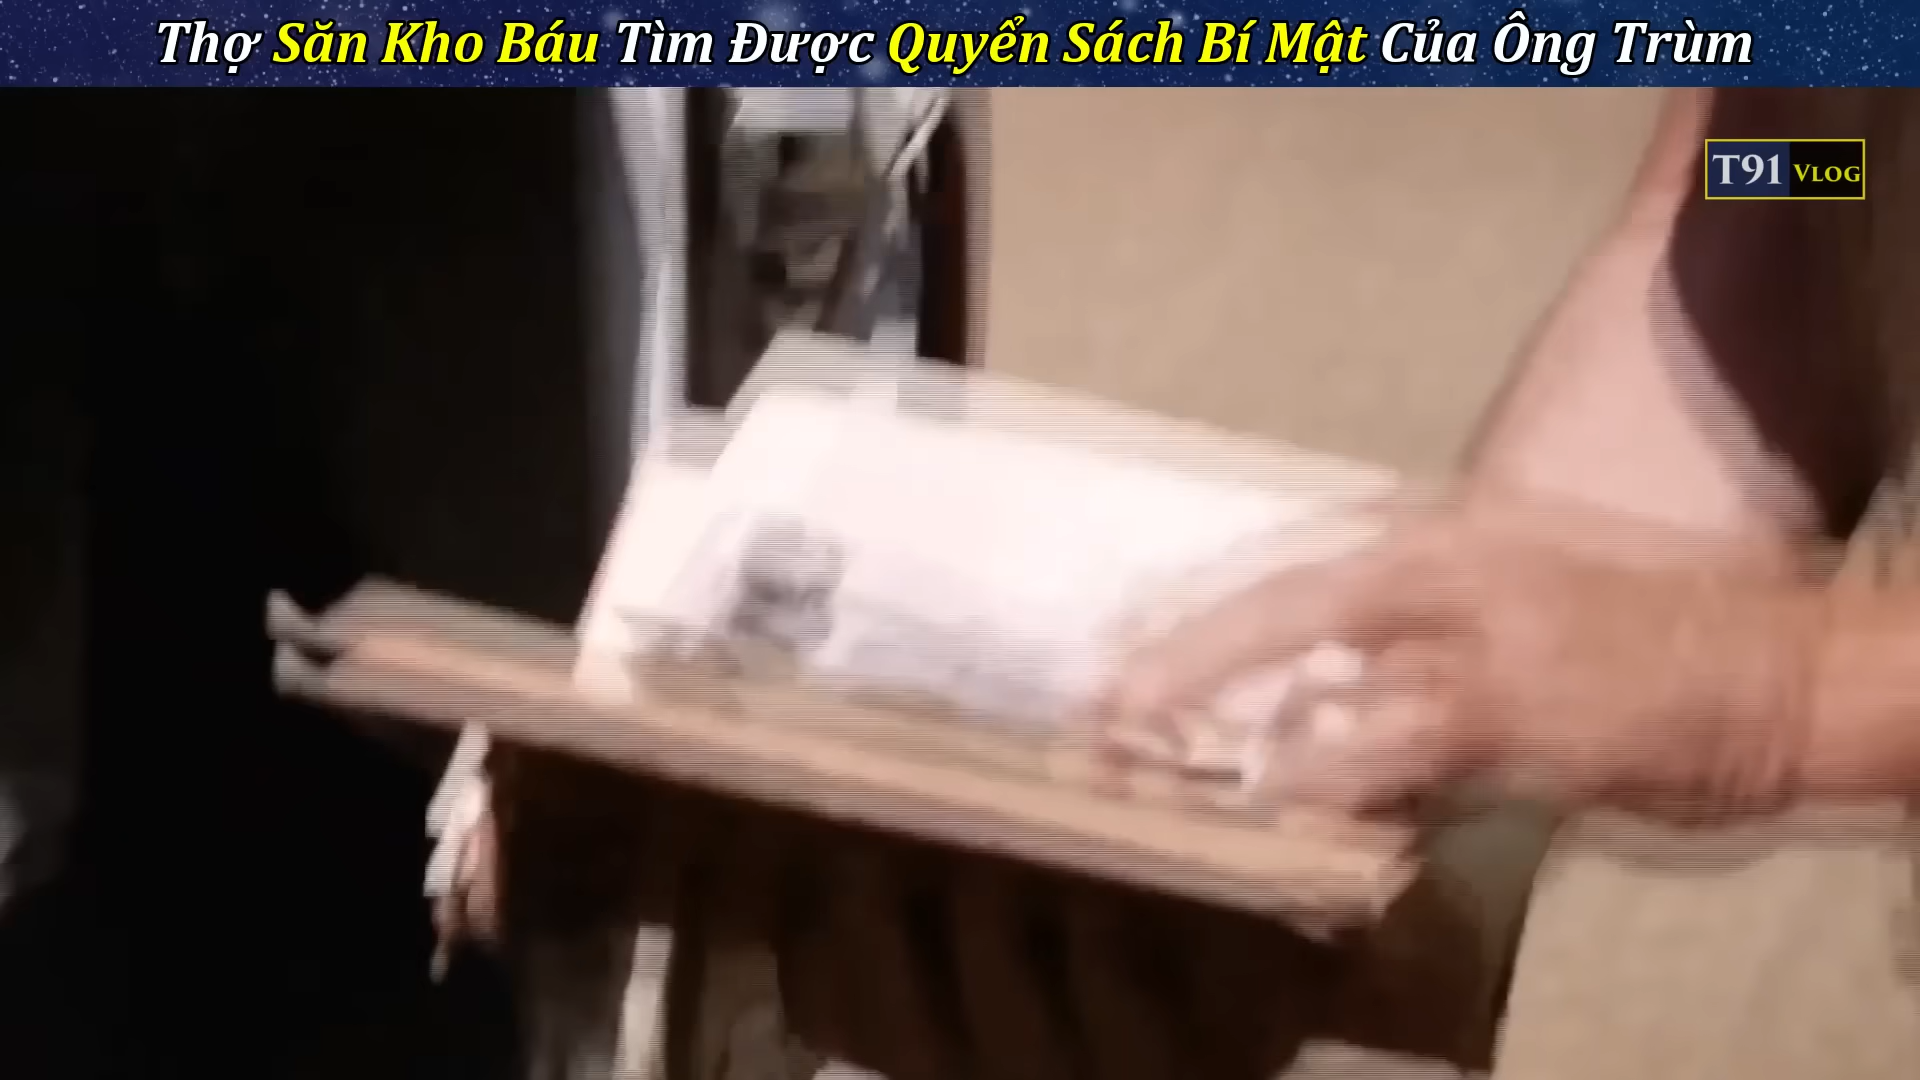 Thợ Săn Kho Báu Tìm Được Quyển Sách Bí Mật Của Ông Trùm
T91 VLOG